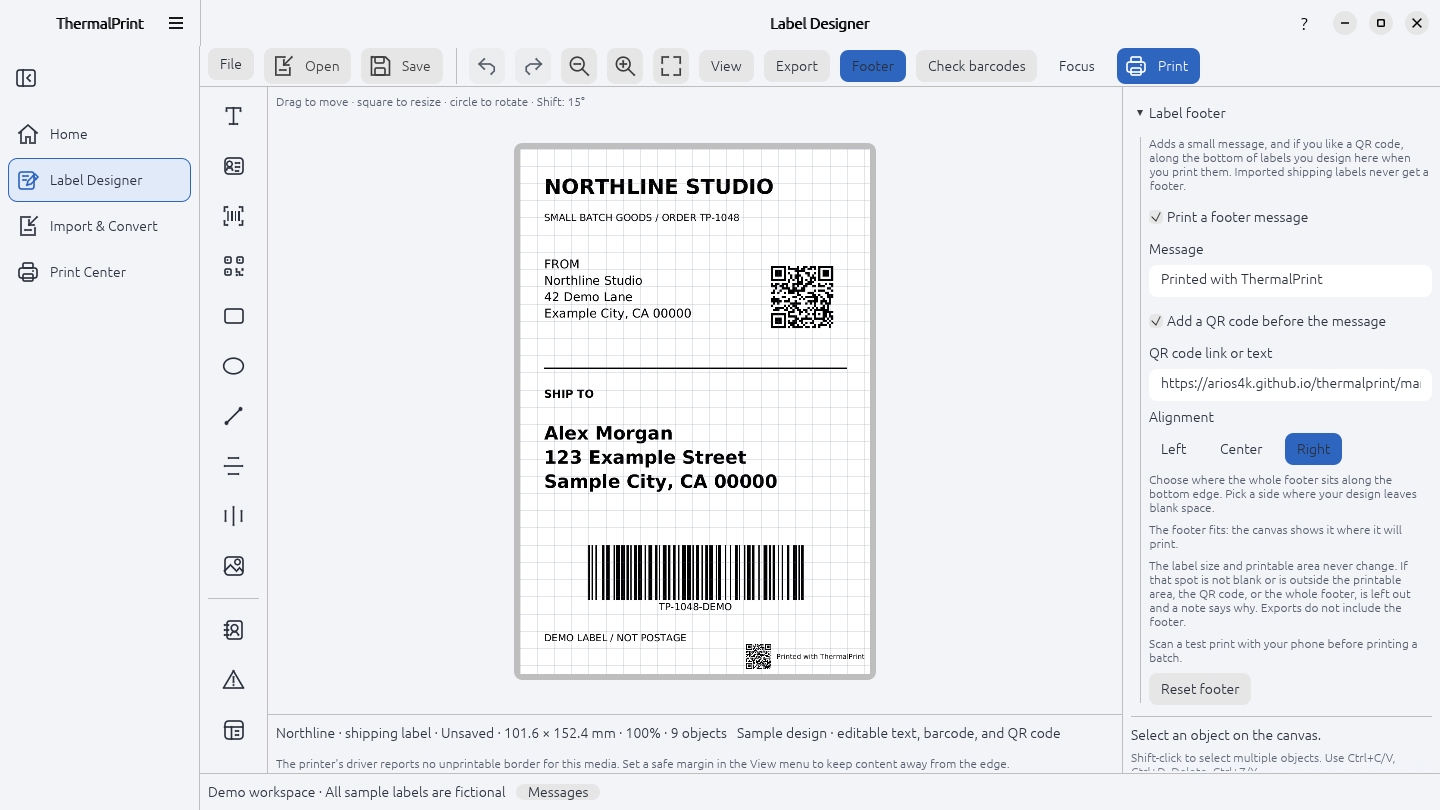 ThermalPrint
Label Designer
?
File
Open
Save
View
Export
Footer
Check barcodes
Focus
Print
Home
Label Designer
Import & Convert
Print Center
Drag to move · square to resize · circle to rotate · Shift: 15°
NORTHLINE STUDIO
SMALL BATCH GOODS / ORDER TP-1048
FROM
Northline Studio
42 Demo Lane
Example City, CA 00000
SHIP TO
Alex Morgan
123 Example Street
Sample City, CA 00000
TP-1048-DEMO
DEMO LABEL / NOT POSTAGE
Printed with ThermalPrint
Northline · shipping label · Unsaved · 101.6 × 152.4 mm · 100% · 9 objects Sample design · editable text, barcode, and QR code
The printer's driver reports no unprintable border for this media. Set a safe margin in the View menu to keep content away from the edge.
Label footer
Adds a small message, and if you like a QR code,
along the bottom of labels you design here when
you print them. Imported shipping labels never get a
footer.
Print a footer message
Message
Printed with ThermalPrint
Add a QR code before the message
QR code link or text
https://arios4k.github.io/thermalprint/ma
Alignment
Left
Center
Right
Choose where the whole footer sits along the
bottom edge. Pick a side where your design leaves
blank space.
The footer fits: the canvas shows it where it will
print.
The label size and printable area never change. If
that spot is not blank or is outside the printable
area, the QR code, or the whole footer, is left out
and a note says why. Exports do not include the
footer.
Scan a test print with your phone before printing a
batch.
Reset footer
Select an object on the canvas.
Shift-click to select multiple objects. Use Ctrl+C/V,
Ctrl+D, Delete, Ctrl+Z/Y.
Demo workspace · All sample labels are fictional
Messages